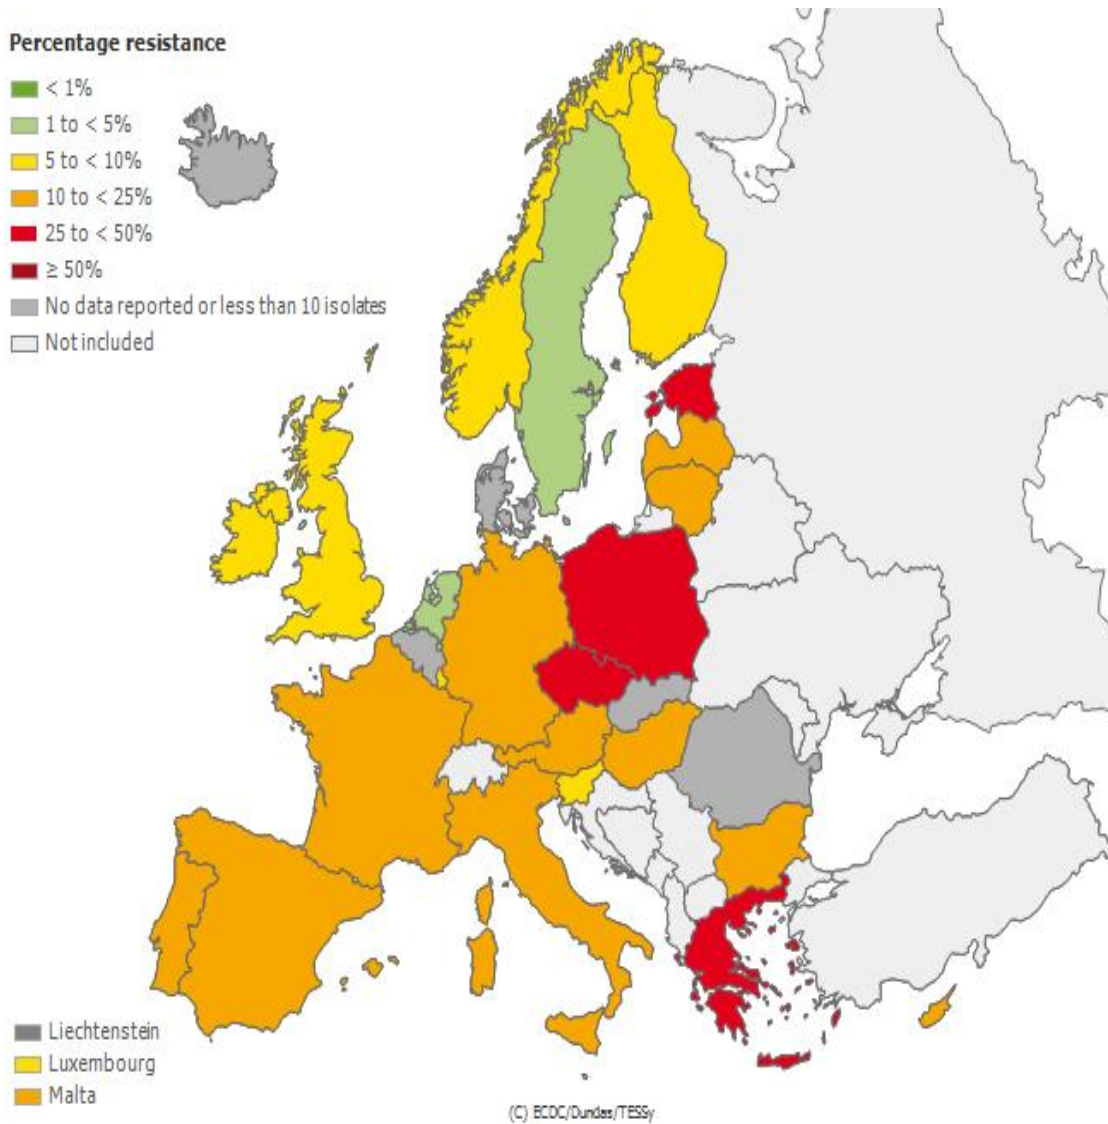 Percentage resistance
< 1%
1 to < 5%
5 to < 10%
10 to < 25%
25 to < 50%
≥ 50%
No data reported or less than 10 isolates
Not included
Liechtenstein
Luxembourg
Malta
(C) ECDC/Dundas/TESSy